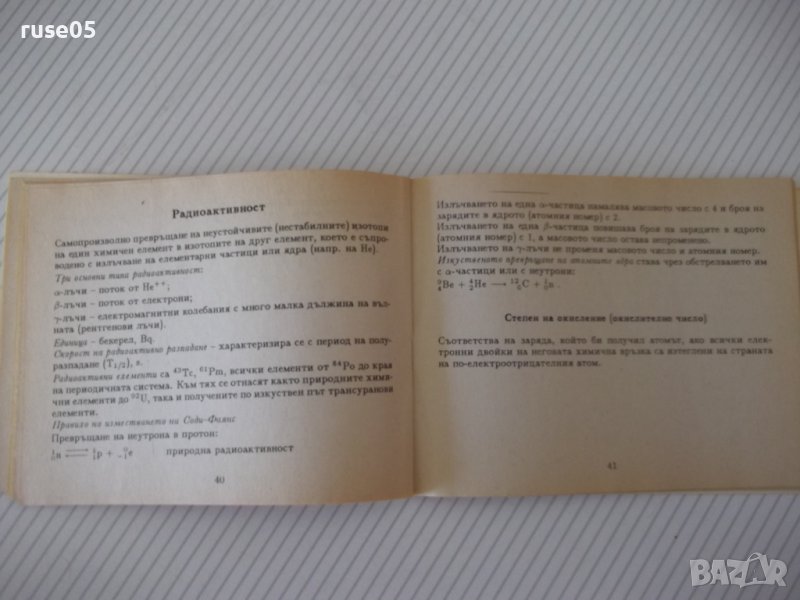 ruse05
Радиоактивност
Самопроизволно превръщане на неустойчивите (нестабилните) изотопи
на един химичен елемент в изотопите на друг елемент, което е съпро-
водено с излъчване на елементарни частици или ядра (напр. на He).
Три основни типа радиоактивност:
α-лъчи – поток от He⁺⁺;
β-лъчи – поток от електрони;
γ-лъчи – електромагнитни колебания с много малка дължина на въл-
ната (рентгенови лъчи).
Единица – бекерел, Bq.
Скорост на радиоактивно разпадане – характеризира се с период на полу-
разпадане (T₁/₂), s.
Радиоактивни елементи са ⁴³Tc, ⁶¹Pm, всички елементи от ⁸⁴Po до края
на периодичната система. Към тях се отнасят както природните хими-
чни елементи до ⁹²U, така и получените по изкуствен път трансуранови
елементи.
Правило на изместването на Соди-Фаянс
Превръщане на неутрона в протон:
¹₀n ⇄ ¹₁p + ⁰₋₁e природна радиоактивност
40
Излъчването на една α-частица намалява масовото число с 4 и броя на
зарядите в ядрото (атомния номер) с 2.
Излъчването на една β-частица повишава броя на зарядите в ядрото
(атомния номер) с 1, а масовото число остава непроменено.
Излъчването на γ-лъчи не променя масовото число и атомния номер.
Изкуственото превръщане на атомните ядра става чрез обстрелването им
с α-частици или с неутрони:
⁹₄Be + ⁴₂He ⟶ ¹²₆C + ¹₀n .
Степен на окисление (окислително число)
Съответства на заряда, който би получил атомът, ако всички елек-
тронни двойки на неговата химична връзка са изтеглени на страната
на по-електроотрицателния атом.
41
BAZAR